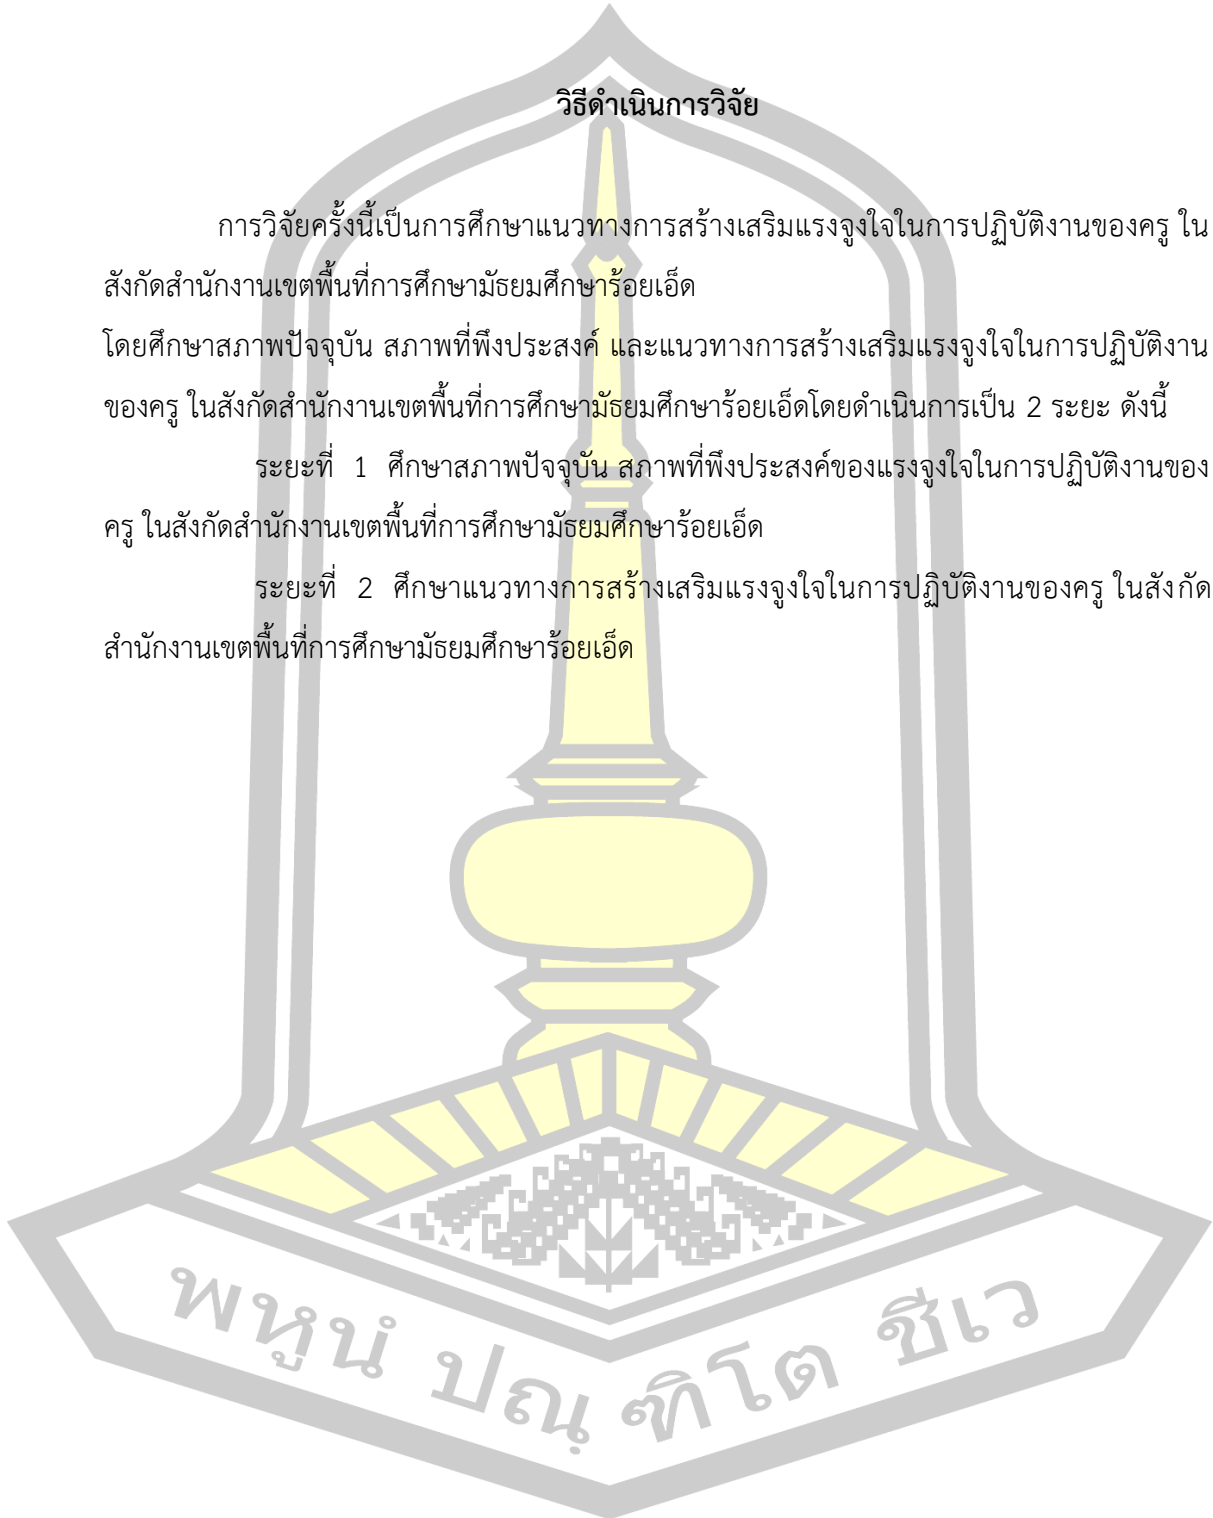 วิธีดำเนินการวิจัย
การวิจัยครั้งนี้เป็นการศึกษาแนวทางการสร้างเสริมแรงจูงใจในการปฏิบัติงานของครู ใน
สังกัดสำนักงานเขตพื้นที่การศึกษามัธยมศึกษาร้อยเอ็ด
โดยศึกษาสภาพปัจจุบัน สภาพที่พึงประสงค์ และแนวทางการสร้างเสริมแรงจูงใจในการปฏิบัติงาน
ของครู ในสังกัดสำนักงานเขตพื้นที่การศึกษามัธยมศึกษาร้อยเอ็ดโดยดำเนินการเป็น 2 ระยะ ดังนี้
ระยะที่ 1 ศึกษาสภาพปัจจุบัน สภาพที่พึงประสงค์ของแรงจูงใจในการปฏิบัติงานของ
ครู ในสังกัดสำนักงานเขตพื้นที่การศึกษามัธยมศึกษาร้อยเอ็ด
ระยะที่ 2 ศึกษาแนวทางการสร้างเสริมแรงจูงใจในการปฏิบัติงานของครู ในสังกัด
สำนักงานเขตพื้นที่การศึกษามัธยมศึกษาร้อยเอ็ด
พหูนํ ปณฺ ฑิโต ชีเว